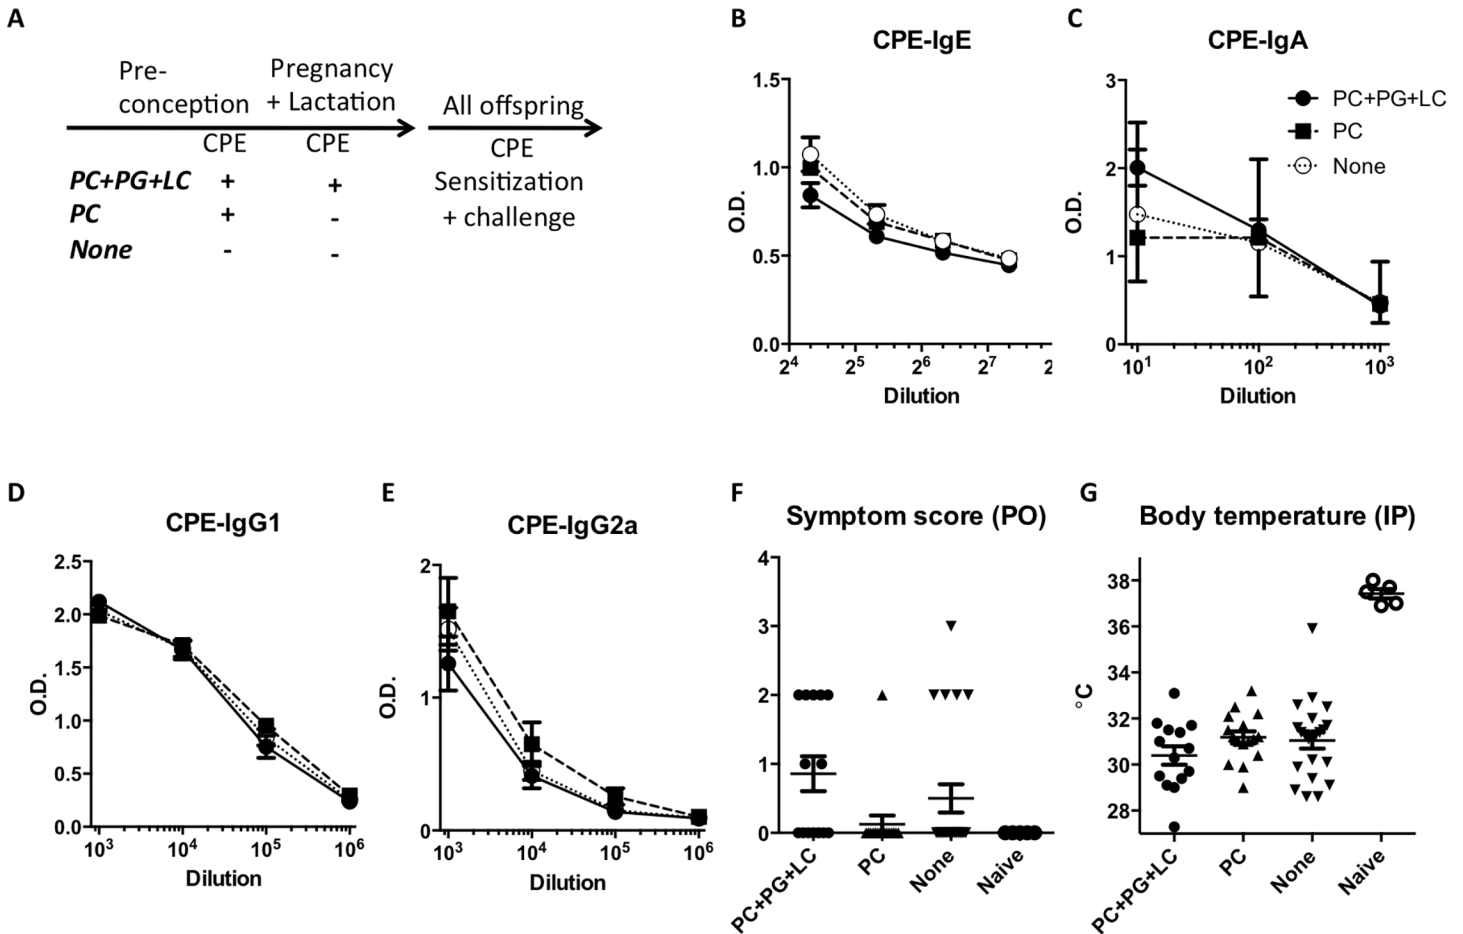 A
Pre-
conception
Pregnancy
+ Lactation
All offspring
CPE
CPE
CPE
Sensitization
+ challenge
PC+PG+LC + +
PC + -
None - -
B
CPE-IgE
O.D.
1.5
1.0
0.5
0.0
2⁴ 2⁵ 2⁶ 2⁷ 2
Dilution
C
CPE-IgA
O.D.
3
2
1
0
10¹ 10² 10³
Dilution
PC+PG+LC
PC
None
D
CPE-IgG1
O.D.
2.5
2.0
1.5
1.0
0.5
0.0
10³ 10⁴ 10⁵ 10⁶
Dilution
E
CPE-IgG2a
O.D.
2
1
0
10³ 10⁴ 10⁵ 10⁶
Dilution
F
Symptom score (PO)
4
3
2
1
0
PC+PG+LC
PC
None
Naive
G
Body temperature (IP)
°C
38
36
34
32
30
28
PC+PG+LC
PC
None
Naive